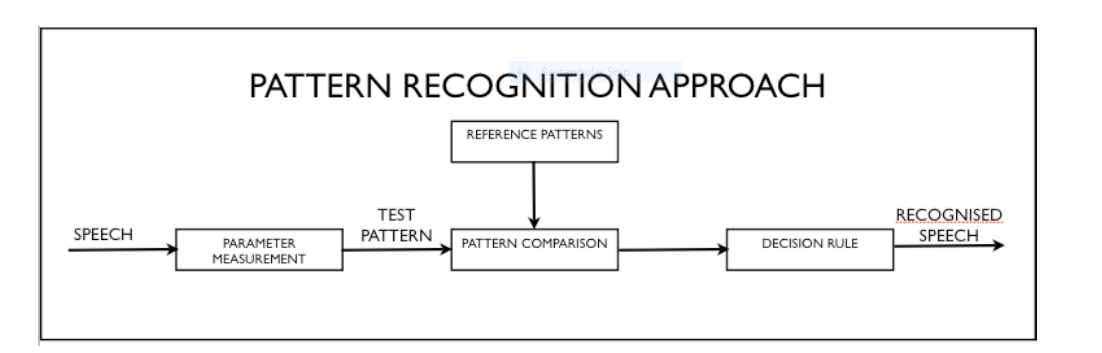 PATTERN RECOGNITION APPROACH
REFERENCE PATTERNS
SPEECH
PARAMETER
MEASUREMENT
TEST
PATTERN
PATTERN COMPARISON
DECISION RULE
RECOGNISED
SPEECH